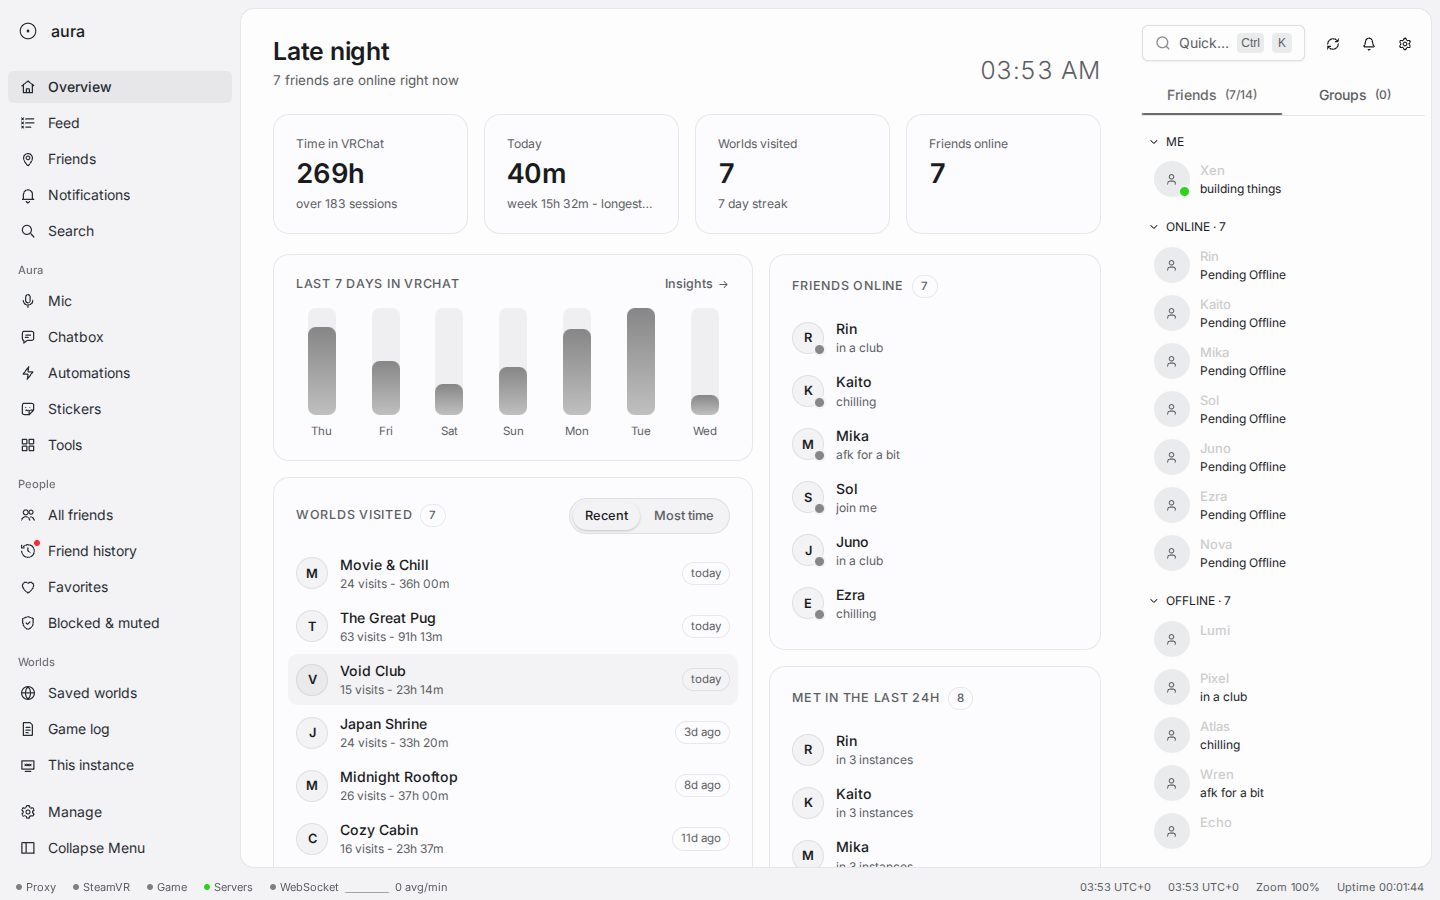 aura
Overview
Feed
Friends
Notifications
Search
Aura
Mic
Chatbox
Automations
Stickers
Tools
People
All friends
Friend history
Favorites
Blocked & muted
Worlds
Saved worlds
Game log
This instance
Manage
Collapse Menu
Late night
7 friends are online right now
03:53 AM
Time in VRChat
269h
over 183 sessions
Today
40m
week 15h 32m - longest...
Worlds visited
7
7 day streak
Friends online
7
LAST 7 DAYS IN VRCHAT
Insights →
Thu Fri Sat Sun Mon Tue Wed
WORLDS VISITED 7
Recent Most time
M Movie & Chill
24 visits - 36h 00m
today
T The Great Pug
63 visits - 91h 13m
today
V Void Club
15 visits - 23h 14m
today
J Japan Shrine
24 visits - 33h 20m
3d ago
M Midnight Rooftop
26 visits - 37h 00m
8d ago
C Cozy Cabin
16 visits - 23h 37m
11d ago
FRIENDS ONLINE 7
R Rin
in a club
K Kaito
chilling
M Mika
afk for a bit
S Sol
join me
J Juno
in a club
E Ezra
chilling
MET IN THE LAST 24H 8
R Rin
in 3 instances
K Kaito
in 3 instances
M Mika
in 3 instances
Quick... Ctrl K
Friends (7/14) Groups (0)
ME
Xen
building things
ONLINE · 7
Rin
Pending Offline
Kaito
Pending Offline
Mika
Pending Offline
Sol
Pending Offline
Juno
Pending Offline
Ezra
Pending Offline
Nova
Pending Offline
OFFLINE · 7
Lumi
Pixel
in a club
Atlas
chilling
Wren
afk for a bit
Echo
Proxy SteamVR Game Servers WebSocket 0 avg/min
03:53 UTC+0 03:53 UTC+0 Zoom 100% Uptime 00:01:44